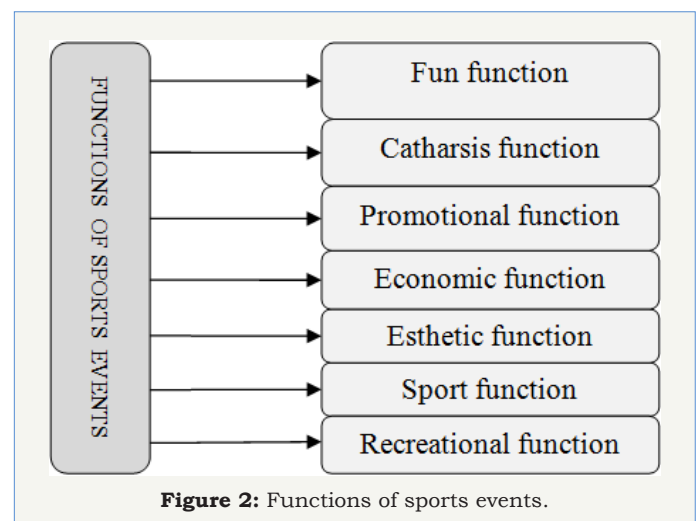 FUNCTIONS OF SPORTS EVENTS
Fun function
Catharsis function
Promotional function
Economic function
Esthetic function
Sport function
Recreational function
Figure 2: Functions of sports events.